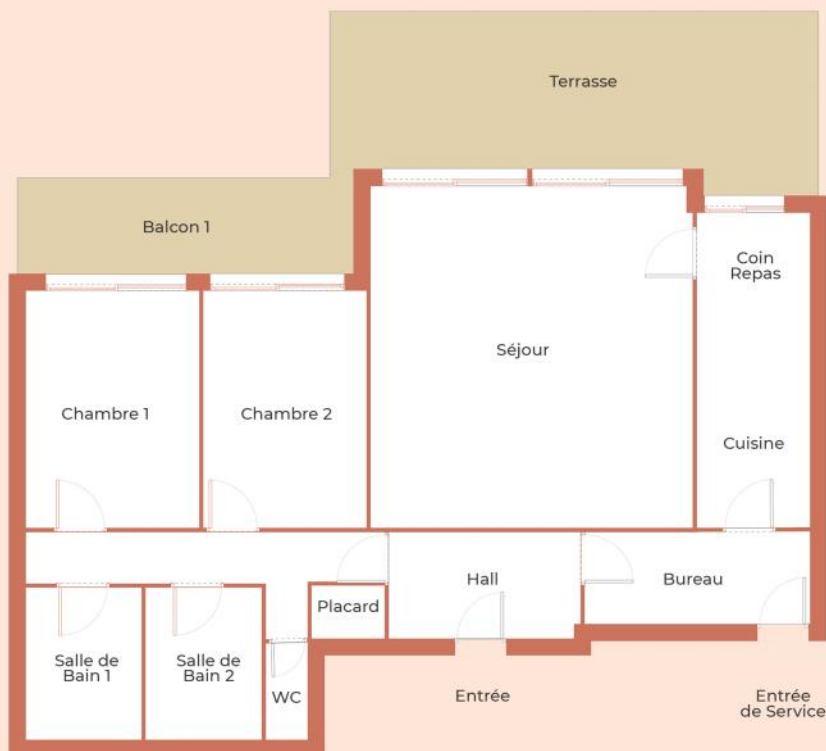 Terrasse
Balcon 1
Coin
Repas
Séjour
Chambre 1
Chambre 2
Cuisine
Hall
Bureau
Placard
Salle de
Bain 1
Salle de
Bain 2
WC
Entrée
Entrée
de Service